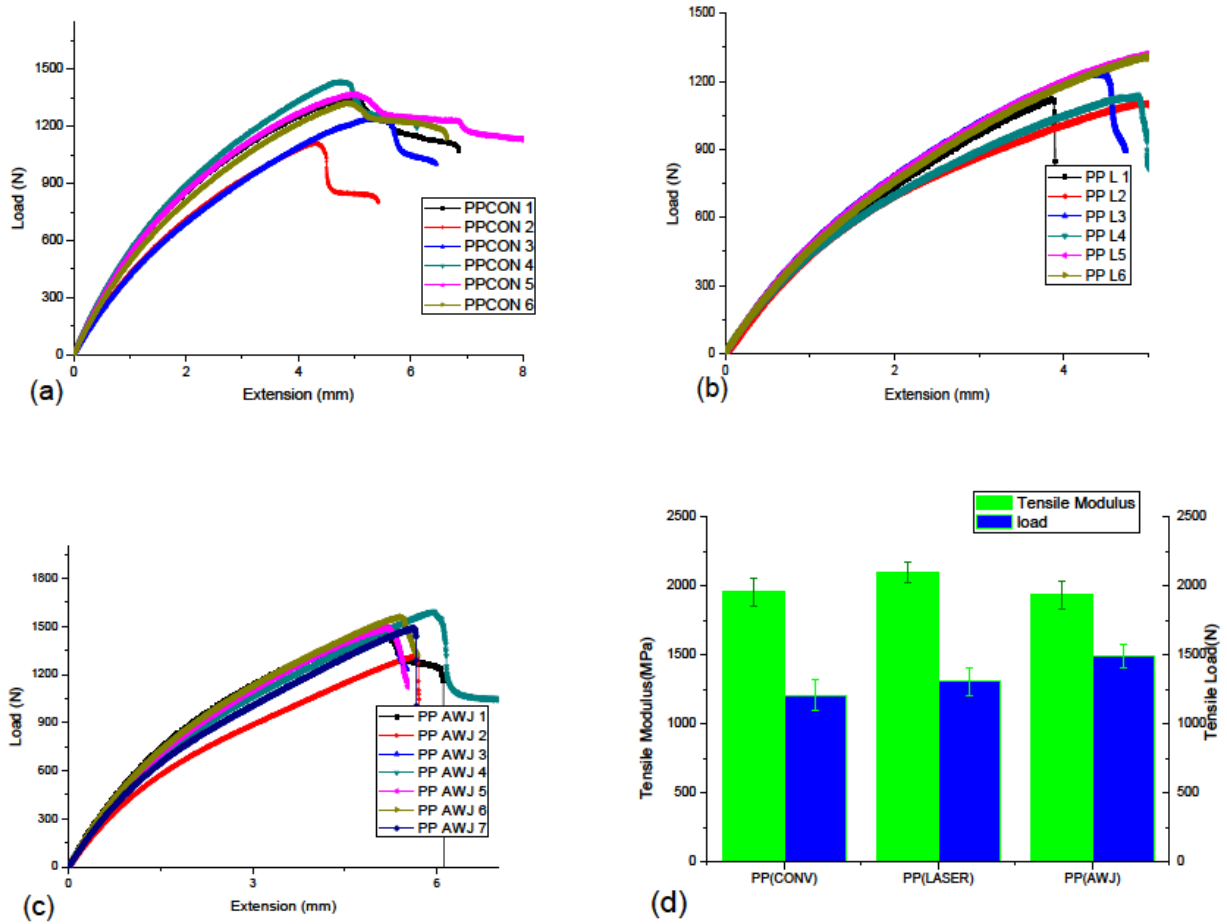 1500
1200
900
600
300
0
Load (N)
0 2 4 6 8
Extension (mm)
PPCON 1
PPCON 2
PPCON 3
PPCON 4
PPCON 5
PPCON 6
(a)
1500
1200
900
600
300
0
Load (N)
2 4
Extension (mm)
PP L 1
PP L2
PP L3
PP L4
PP L5
PP L6
(b)
1800
1500
1200
900
600
300
0
Load (N)
0 3 6
Extension (mm)
PP AWJ 1
PP AWJ 2
PP AWJ 3
PP AWJ 4
PP AWJ 5
PP AWJ 6
PP AWJ 7
(c)
Tensile Modulus
load
2500
2000
1500
1000
500
0
Tensile Modulus(MPa)
2500
2000
1500
1000
500
0
Tensile Load(N)
PP(CONV) PP(LASER) PP(AWJ)
(d)